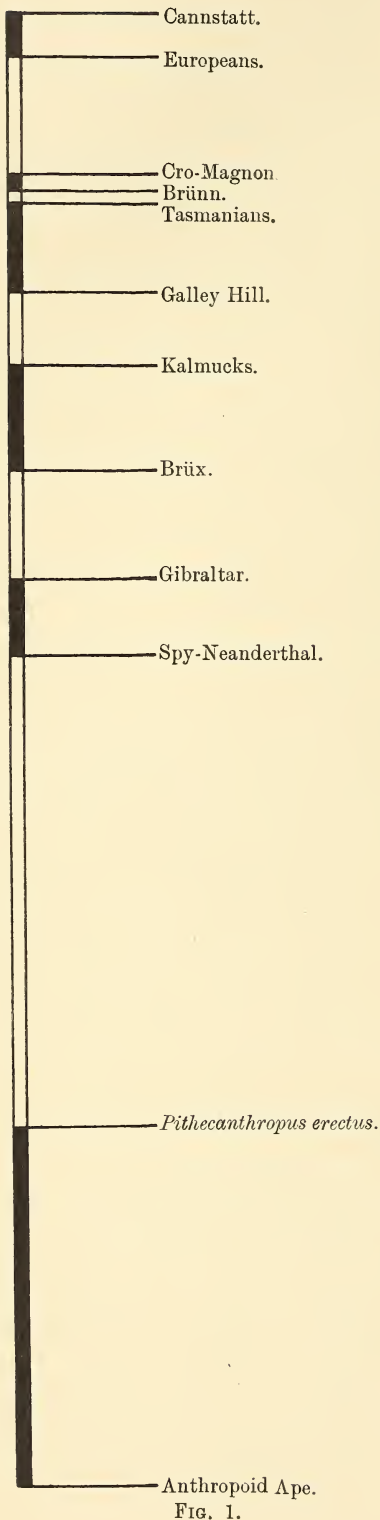 Cannstatt.
Europeans.
Cro-Magnon
Brünn.
Tasmanians.
Galley Hill.
Kalmucks.
Brüx.
Gibraltar.
Spy-Neanderthal.
Pithecanthropus erectus.
Anthropoid Ape.
FIG. 1.